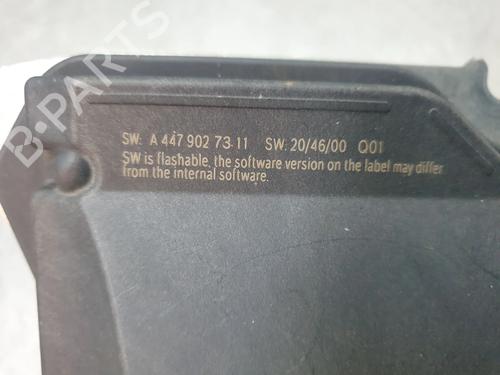 B-PARTS
SW: A 447 902 73 11 SW: 20/46/00 Q01
SW is flashable, the software version on the label may differ
from the internal software.